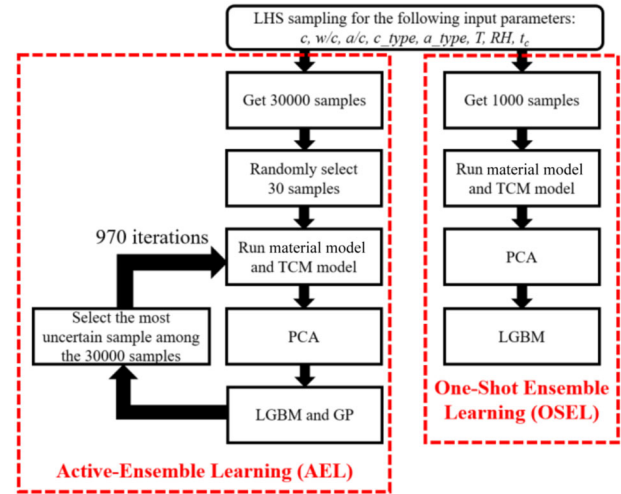 LHS sampling for the following input parameters:
c, w/c, a/c, c_type, a_type, T, RH, t_c
Get 30000 samples
Randomly select
30 samples
970 iterations
Run material model
and TCM model
Select the most
uncertain sample among
the 30000 samples
PCA
LGBM and GP
Active-Ensemble Learning (AEL)
Get 1000 samples
Run material model
and TCM model
PCA
LGBM
One-Shot Ensemble
Learning (OSEL)